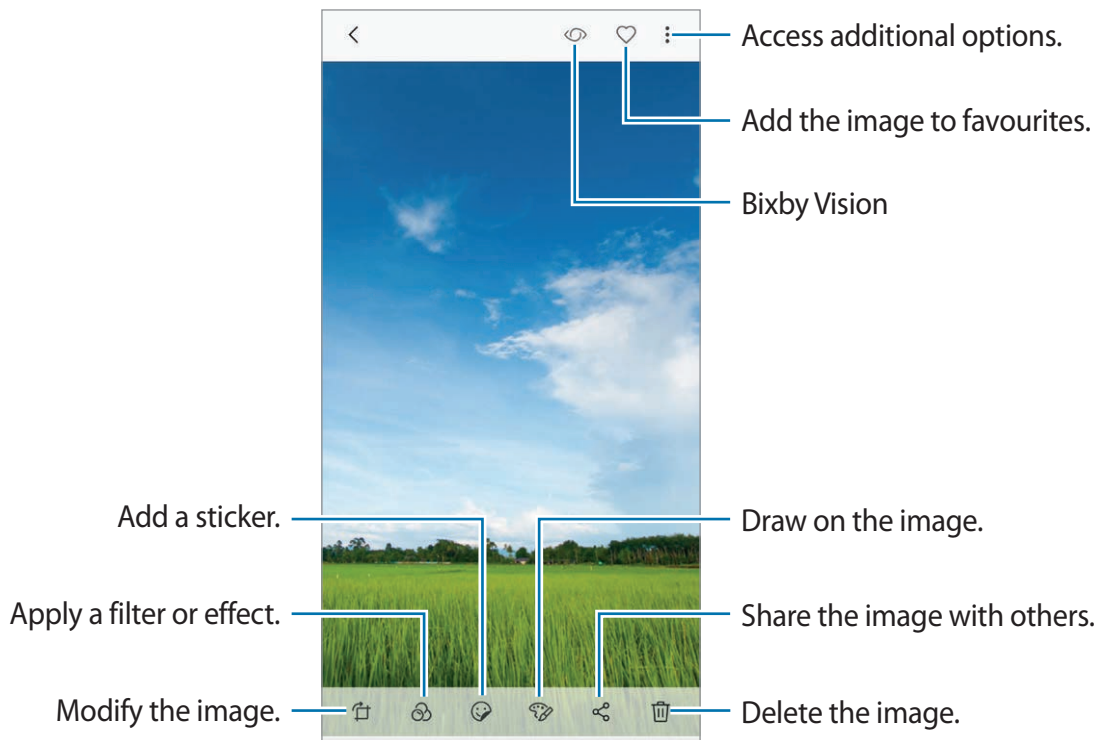 Access additional options.
Add the image to favourites.
Bixby Vision
Add a sticker.
Draw on the image.
Apply a filter or effect.
Share the image with others.
Modify the image.
Delete the image.